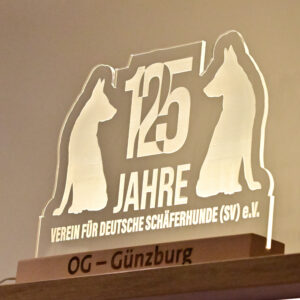 125
JAHRE
VEREIN FÜR DEUTSCHE SCHÄFERHUNDE (SV) e.V.
OG – Günzburg